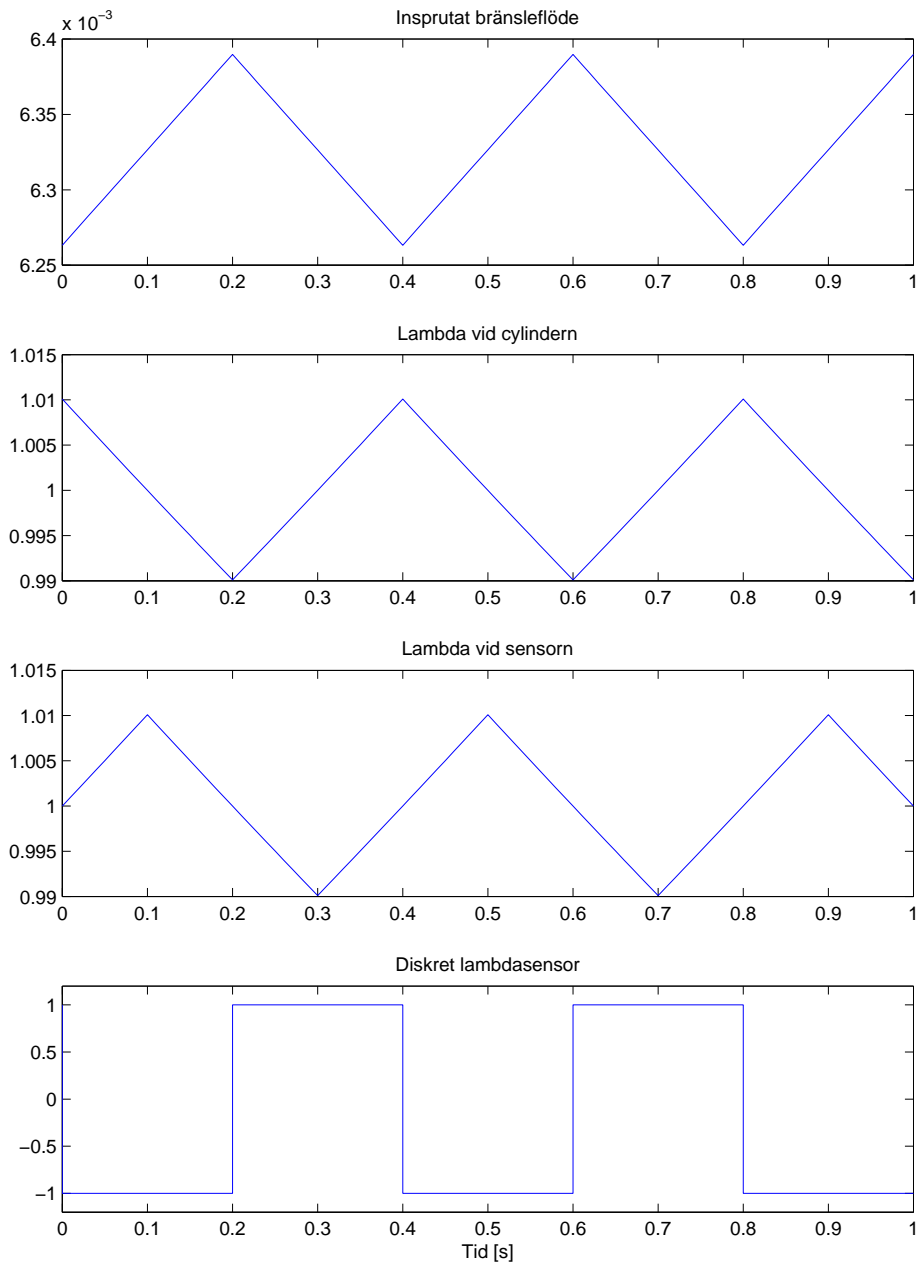 Insprutat bränsleflöde
x 10⁻³
6.4
6.35
6.3
6.25
0 0.1 0.2 0.3 0.4 0.5 0.6 0.7 0.8 0.9 1
Lambda vid cylindern
1.015
1.01
1.005
1
0.995
0.99
0 0.1 0.2 0.3 0.4 0.5 0.6 0.7 0.8 0.9 1
Lambda vid sensorn
1.015
1.01
1.005
1
0.995
0.99
0 0.1 0.2 0.3 0.4 0.5 0.6 0.7 0.8 0.9 1
Diskret lambdasensor
1
0.5
0
−0.5
−1
0 0.1 0.2 0.3 0.4 0.5 0.6 0.7 0.8 0.9 1
Tid [s]